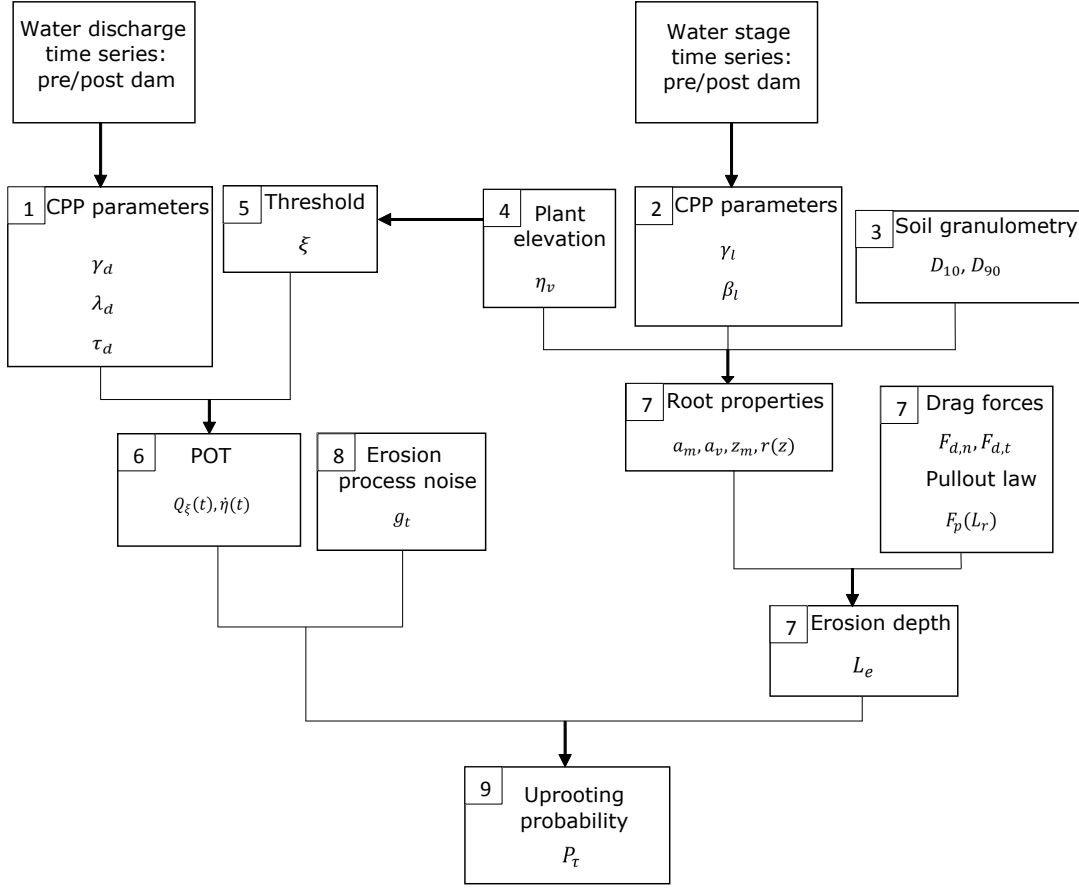 Water discharge
time series:
pre/post dam
Water stage
time series:
pre/post dam
1 CPP parameters
γ_d
λ_d
τ_d
5 Threshold
ξ
4 Plant
elevation
η_v
2 CPP parameters
γ_l
β_l
3 Soil granulometry
D_10, D_90
6 POT
Q_ξ(t), η̇(t)
8 Erosion
process noise
g_t
7 Root properties
a_m, a_v, z_m, r(z)
7 Drag forces
F_{d,n}, F_{d,t}
Pullout law
F_p(L_r)
7 Erosion depth
L_e
9 Uprooting
probability
P_τ